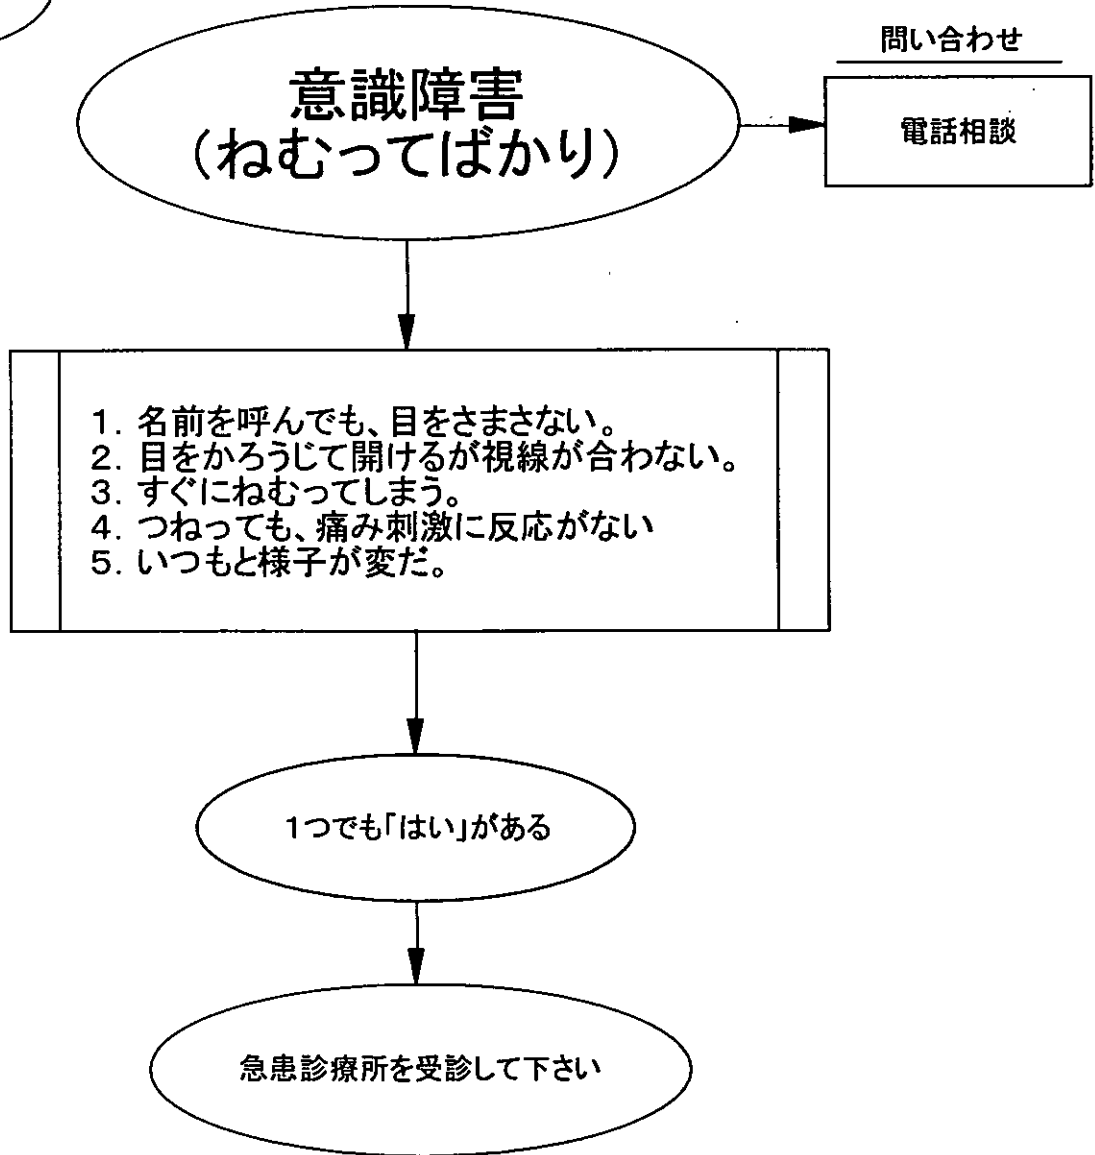 問い合わせ
意識障害
(ねむってばかり)
電話相談
1. 名前を呼んでも、目をさまさない。
2. 目をかろうじて開けるが視線が合わない。
3. すぐにねむってしまう。
4. つねっても、痛み刺激に反応がない
5. いつもと様子が変だ。
1つでも「はい」がある
急患診療所を受診して下さい